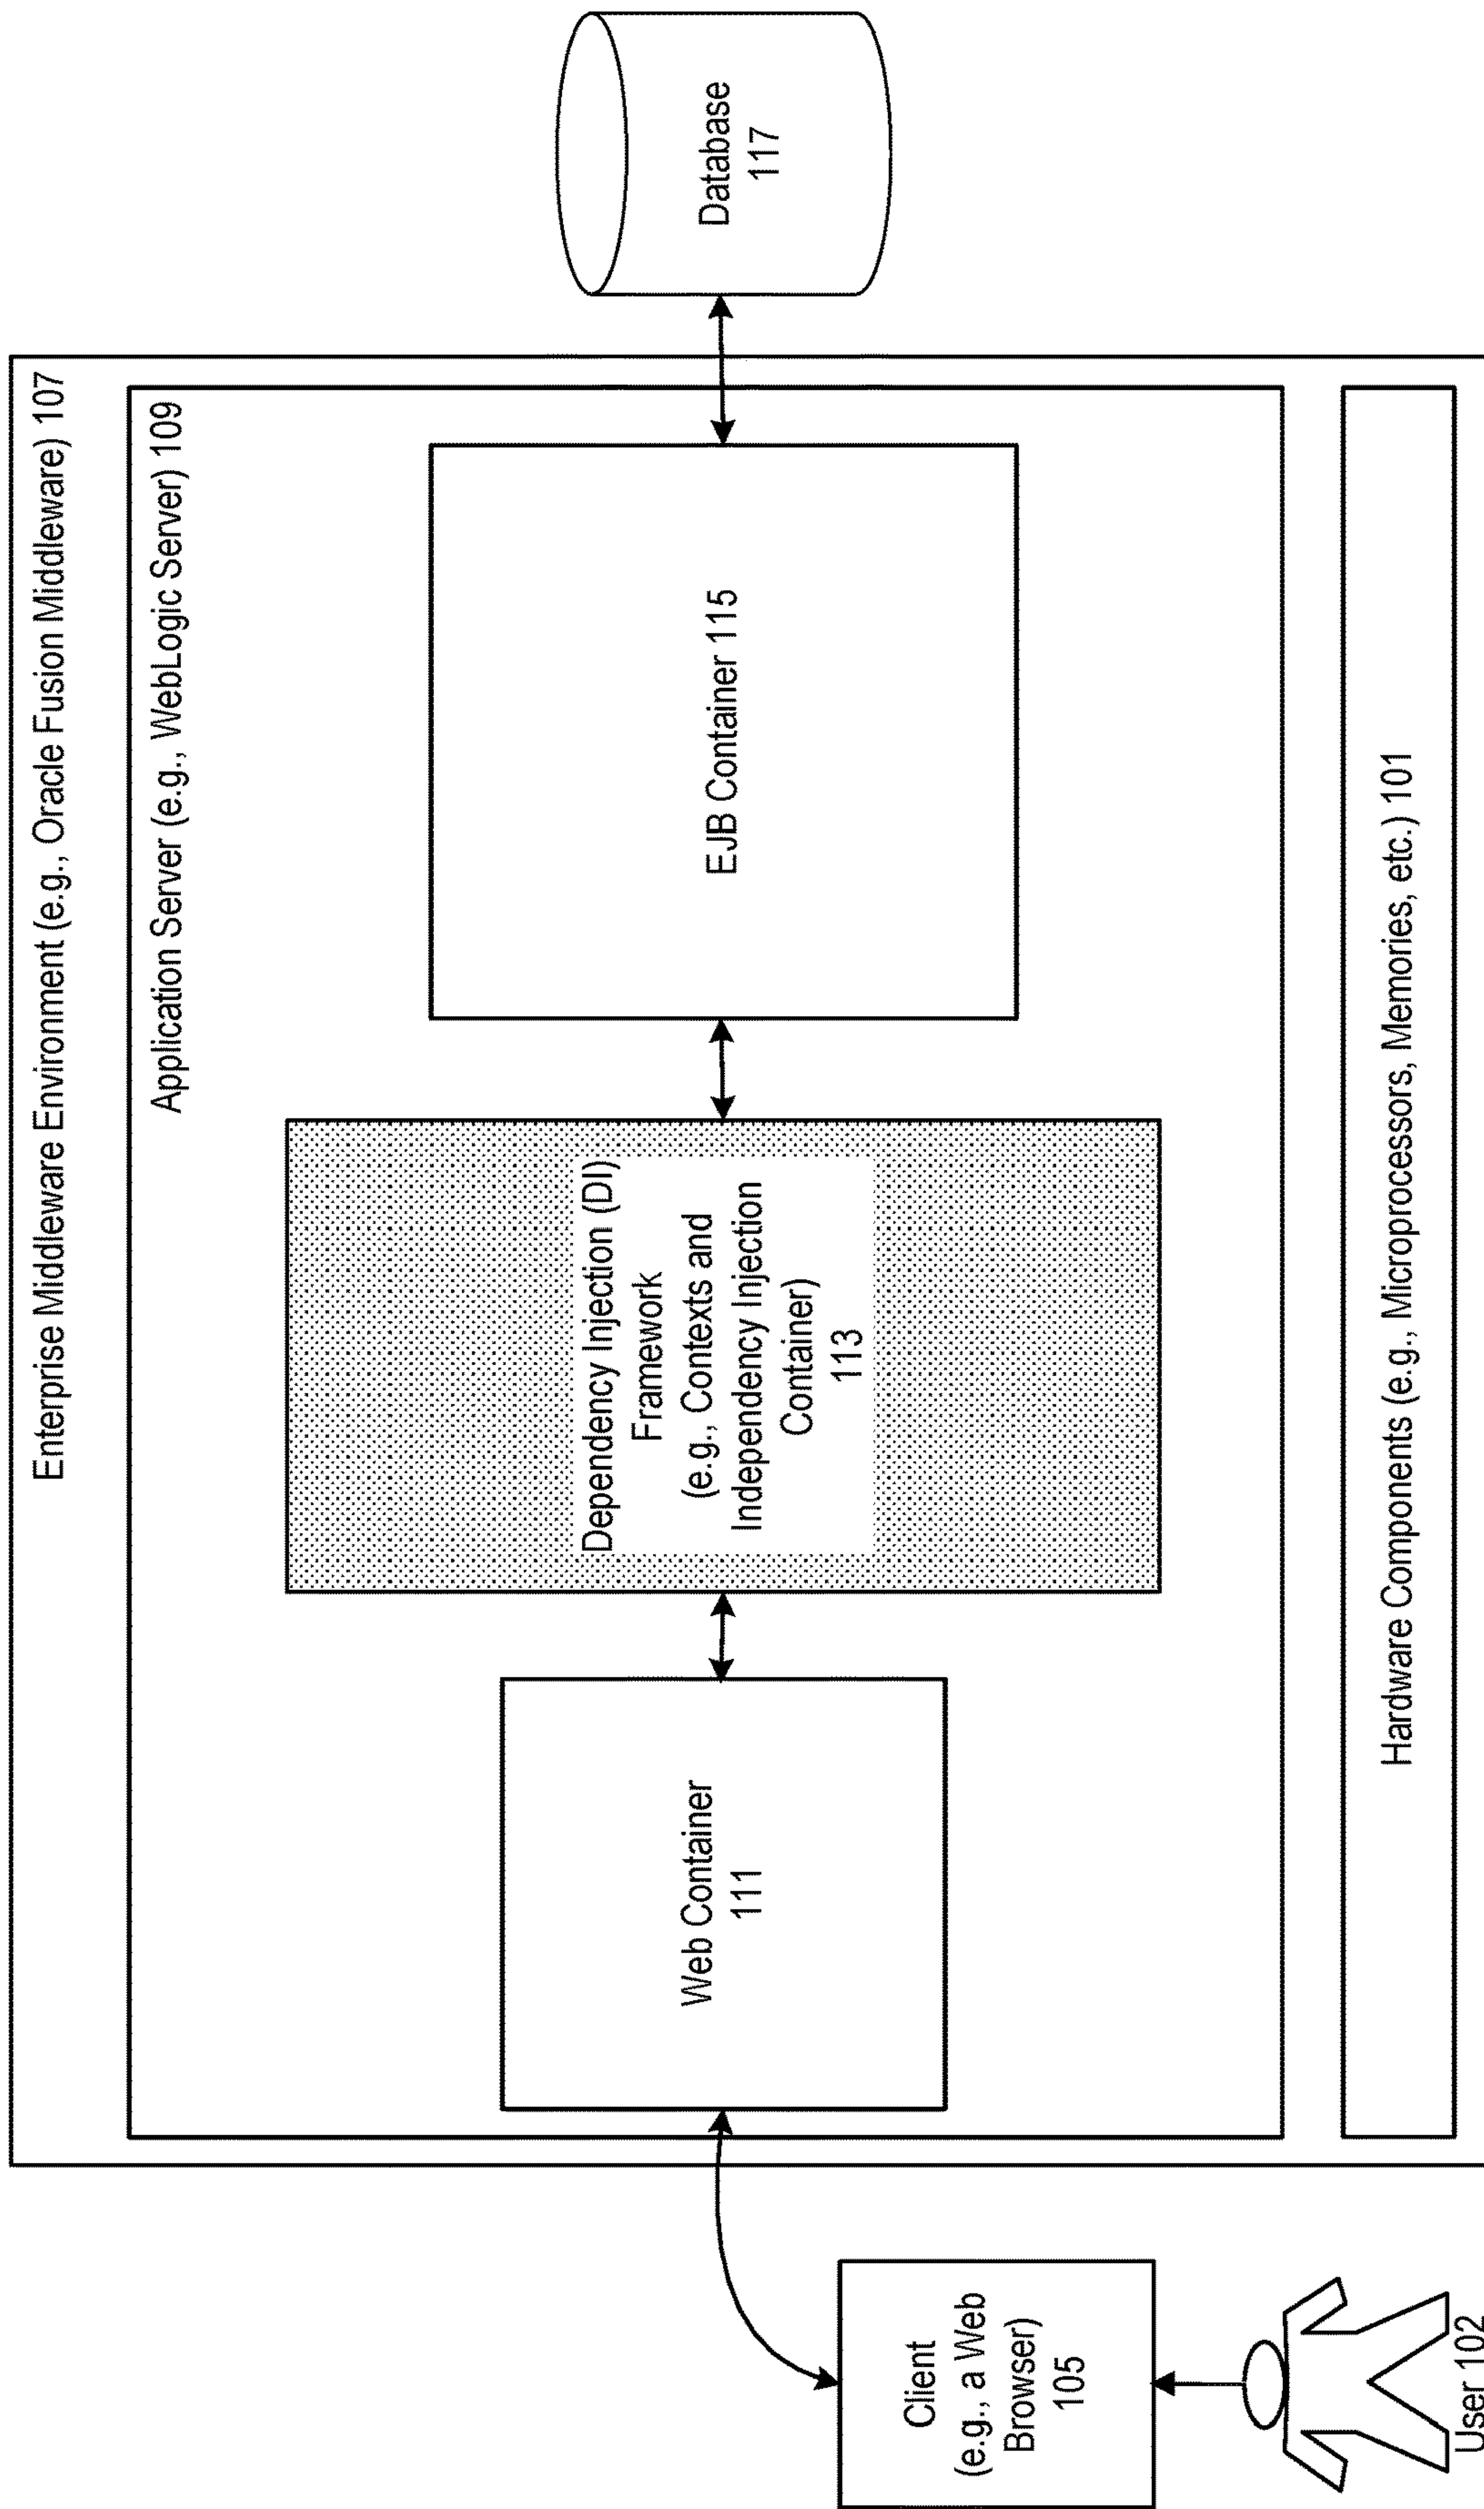 Enterprise Middleware Environment (e.g., Oracle Fusion Middleware) 107
Application Server (e.g., WebLogic Server) 109
Client
(e.g., a Web
Browser)
105
User 102
Web Container
111
Dependency Injection (DI)
Framework
(e.g., Contexts and
Independency Injection
Container)
113
EJB Container 115
Database
117
Hardware Components (e.g., Microprocessors, Memories, etc.) 101